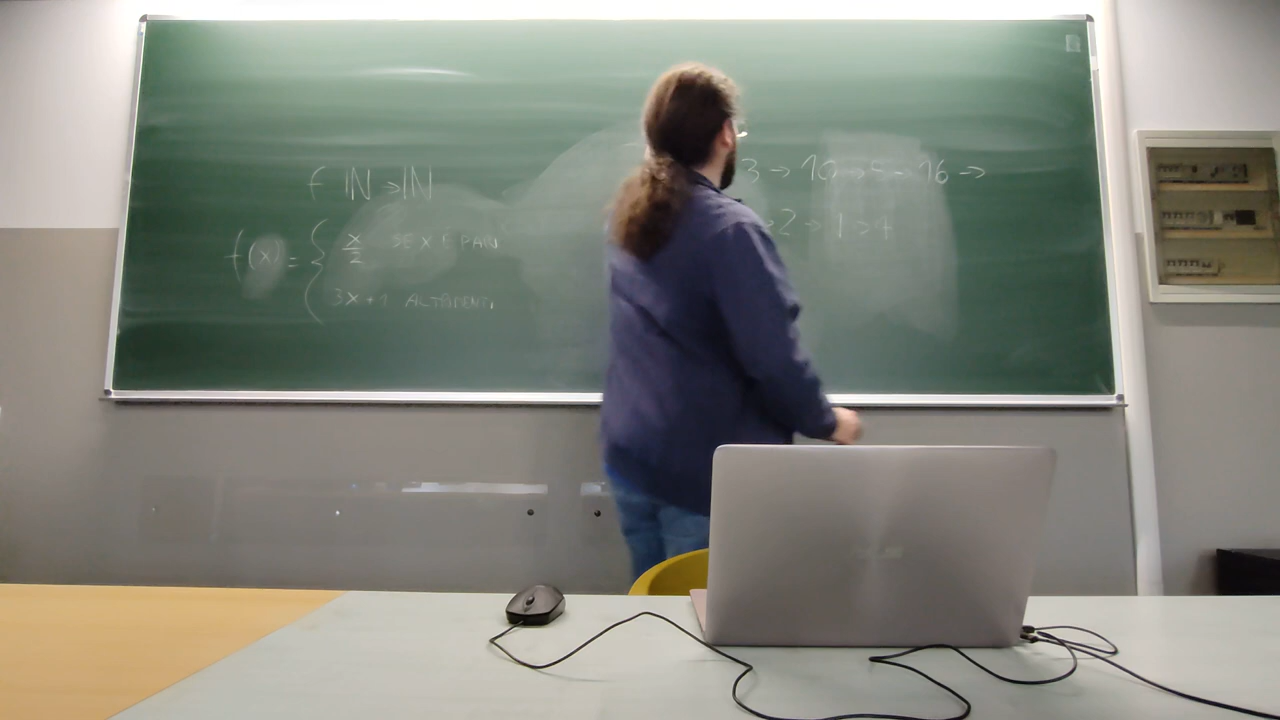 f IN → IN
f(x) = { x/2 SE X È PARI
3x+1 ALTRIMENTI
3 → 10 → 5 → 16 →
→ 2 → 1 → 4